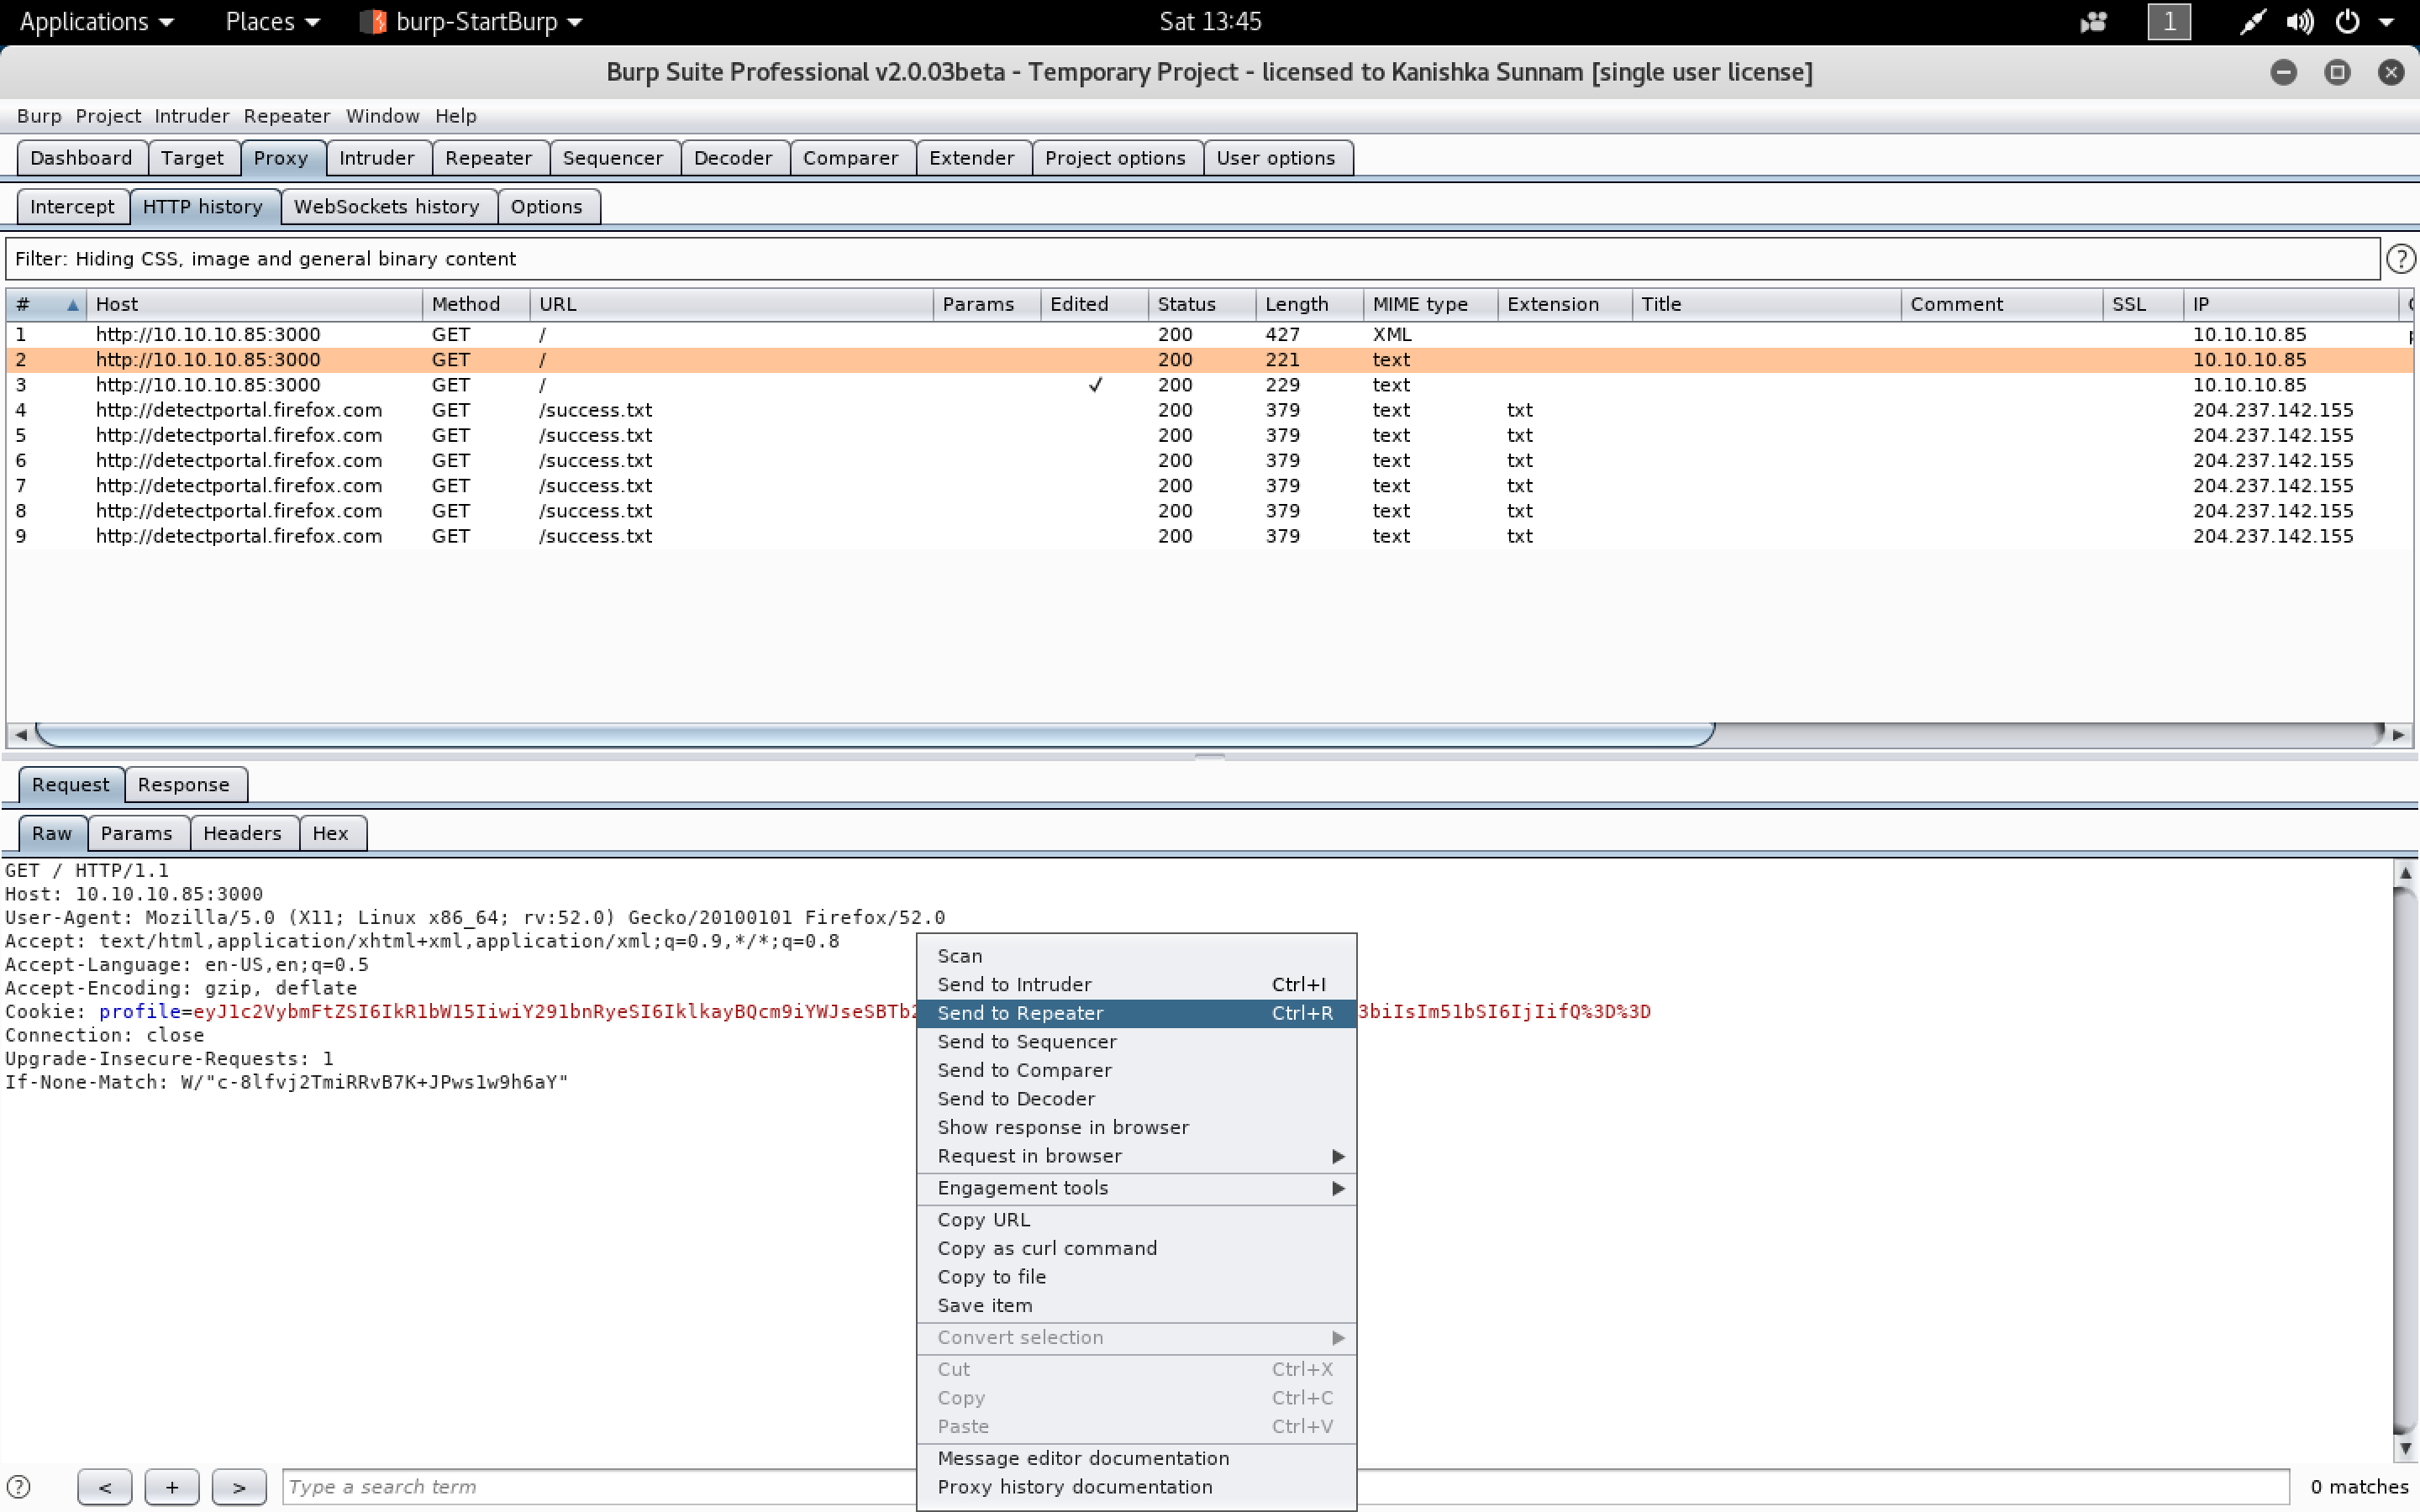 Applications Places burp-StartBurp Sat 13:45 1
Burp Suite Professional v2.0.03beta - Temporary Project - licensed to Kanishka Sunnam [single user license]
Burp Project Intruder Repeater Window Help
Dashboard Target Proxy Intruder Repeater Sequencer Decoder Comparer Extender Project options User options
Intercept HTTP history WebSockets history Options
Filter: Hiding CSS, image and general binary content ?
# Host Method URL Params Edited Status Length MIME type Extension Title Comment SSL IP
1 http://10.10.10.85:3000 GET / 200 427 XML 10.10.10.85
2 http://10.10.10.85:3000 GET / 200 221 text 10.10.10.85
3 http://10.10.10.85:3000 GET / ✓ 200 229 text 10.10.10.85
4 http://detectportal.firefox.com GET /success.txt 200 379 text txt 204.237.142.155
5 http://detectportal.firefox.com GET /success.txt 200 379 text txt 204.237.142.155
6 http://detectportal.firefox.com GET /success.txt 200 379 text txt 204.237.142.155
7 http://detectportal.firefox.com GET /success.txt 200 379 text txt 204.237.142.155
8 http://detectportal.firefox.com GET /success.txt 200 379 text txt 204.237.142.155
9 http://detectportal.firefox.com GET /success.txt 200 379 text txt 204.237.142.155
Request Response
Raw Params Headers Hex
GET / HTTP/1.1
Host: 10.10.10.85:3000
User-Agent: Mozilla/5.0 (X11; Linux x86_64; rv:52.0) Gecko/20100101 Firefox/52.0
Accept: text/html,application/xhtml+xml,application/xml;q=0.9,*/*;q=0.8
Accept-Language: en-US,en;q=0.5
Accept-Encoding: gzip, deflate
Cookie: profile=eyJ1c2VybmFtZSI6IkR1bW15IiwiY291bnRyeSI6IklkayBQcm9iYWJseSBTb2 3biIsIm51bSI6IjIifQ%3D%3D
Connection: close
Upgrade-Insecure-Requests: 1
If-None-Match: W/"c-8lfvj2TmiRRvB7K+JPws1w9h6aY"
Scan
Send to Intruder Ctrl+I
Send to Repeater Ctrl+R
Send to Sequencer
Send to Comparer
Send to Decoder
Show response in browser
Request in browser
Engagement tools
Copy URL
Copy as curl command
Copy to file
Save item
Convert selection
Cut Ctrl+X
Copy Ctrl+C
Paste Ctrl+V
Message editor documentation
Proxy history documentation
? < + > Type a search term 0 matches